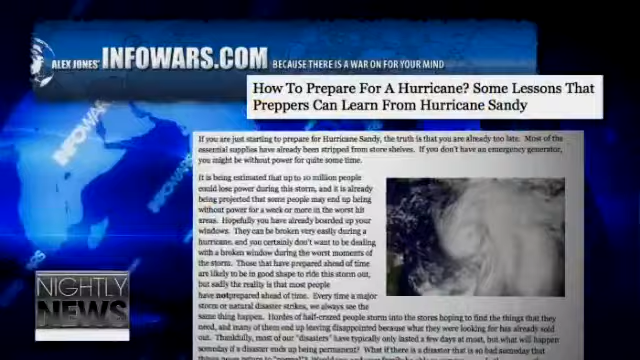 ALEX JONES' INFOWARS.COM BECAUSE THERE IS A WAR ON FOR YOUR MIND
How To Prepare For A Hurricane? Some Lessons That
Preppers Can Learn From Hurricane Sandy
If you are just starting to prepare for Hurricane Sandy, the truth is that you are already too late. Most of the
essential supplies have already been stripped from store shelves. If you don't have an emergency generator,
you might be without power for quite some time.
It is being estimated that up to 10 million people
could lose power during this storm, and it is already
being projected that some people may end up being
without power for a week or more in the worst hit
areas. Hopefully you have already boarded up your
windows. They can be broken very easily during a
hurricane, and you certainly don't want to be dealing
with a broken window during the worst moments of
the storm. Those that have prepared ahead of time
are likely to be in good shape to ride this storm out,
but sadly the reality is that most people
have not prepared ahead of time. Every time a major
storm or natural disaster strikes, we always see the
same thing happen. Hordes of half-crazed people storm into the stores hoping to find the things that they
need, and many of them end up leaving disappointed because what they were looking for has already sold
out. Thankfully, most of our "disasters" have typically only lasted a few days at most, but what will happen
someday if a disaster ends up being permanent? What if there is a disaster that is so bad that
INFOWARS
NIGHTLY
NEWS